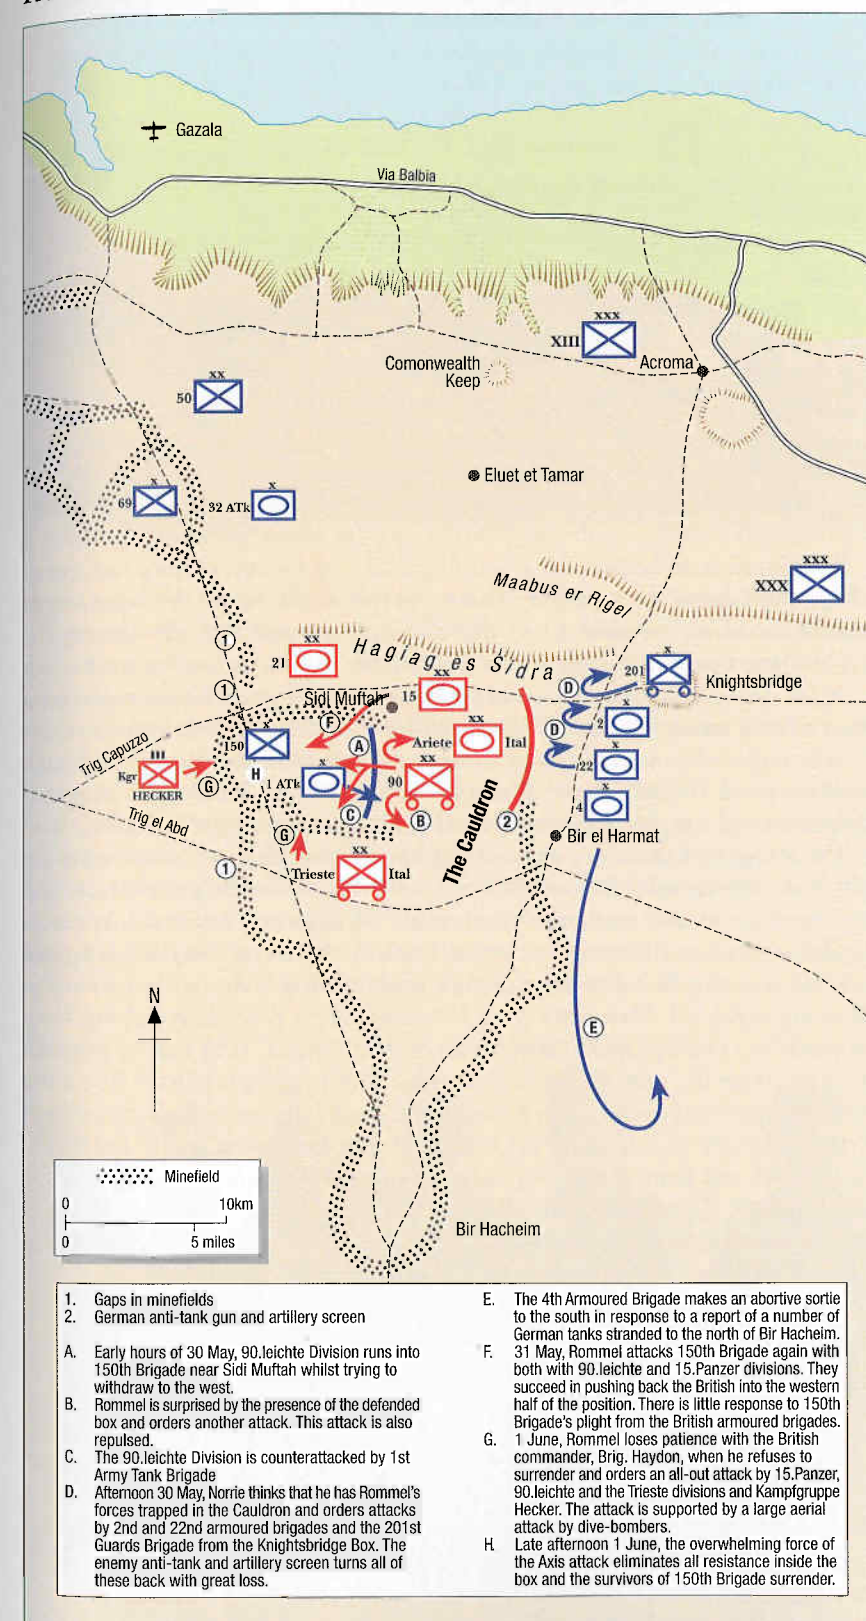 Gazala
Via Balbia
XXX
XIII
Comonwealth
Keep
Acroma
XX
50
Eluet et Tamar
X
69
X
32 ATk
XXX
XXX
Maabus er Rigel
1
XX
21
Hagiag es Sidra
X
201
Knightsbridge
D
1
Sidi Muftah
XX
15
F
X
2
D
Trig Capuzzo
X
150
A
XX
Ariete
Ital
X
22
III
Kgr
HECKER
G
H
X
1 ATk
XX
90
C
B
The Cauldron
2
X
4
Trig el Abd
G
Bir el Harmat
1
XX
Trieste
Ital
N
E
Minefield
0
10km
0
5 miles
Bir Hacheim
1. Gaps in minefields
2. German anti-tank gun and artillery screen
A. Early hours of 30 May, 90.leichte Division runs into
150th Brigade near Sidi Muftah whilst trying to
withdraw to the west.
B. Rommel is surprised by the presence of the defended
box and orders another attack. This attack is also
repulsed.
C. The 90.leichte Division is counterattacked by 1st
Army Tank Brigade
D. Afternoon 30 May, Norrie thinks that he has Rommel's
forces trapped in the Cauldron and orders attacks
by 2nd and 22nd armoured brigades and the 201st
Guards Brigade from the Knightsbridge Box. The
enemy anti-tank and artillery screen turns all of
these back with great loss.
E. The 4th Armoured Brigade makes an abortive sortie
to the south in response to a report of a number of
German tanks stranded to the north of Bir Hacheim.
F. 31 May, Rommel attacks 150th Brigade again with
both with 90.leichte and 15.Panzer divisions. They
succeed in pushing back the British into the western
half of the position. There is little response to 150th
Brigade's plight from the British armoured brigades.
G. 1 June, Rommel loses patience with the British
commander, Brig. Haydon, when he refuses to
surrender and orders an all-out attack by 15.Panzer,
90.leichte and the Trieste divisions and Kampfgruppe
Hecker. The attack is supported by a large aerial
attack by dive-bombers.
H Late afternoon 1 June, the overwhelming force of
the Axis attack eliminates all resistance inside the
box and the survivors of 150th Brigade surrender.